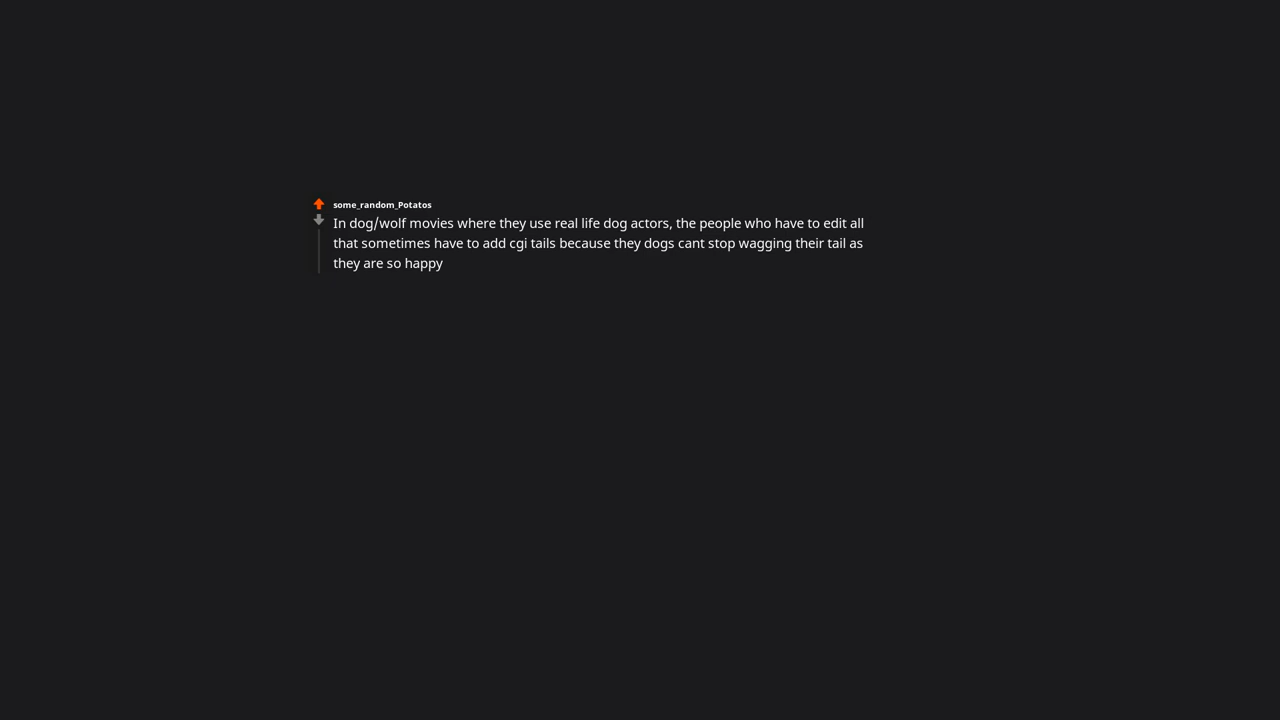 some_random_Potatos
In dog/wolf movies where they use real life dog actors, the people who have to edit all
that sometimes have to add cgi tails because they dogs cant stop wagging their tail as
they are so happy